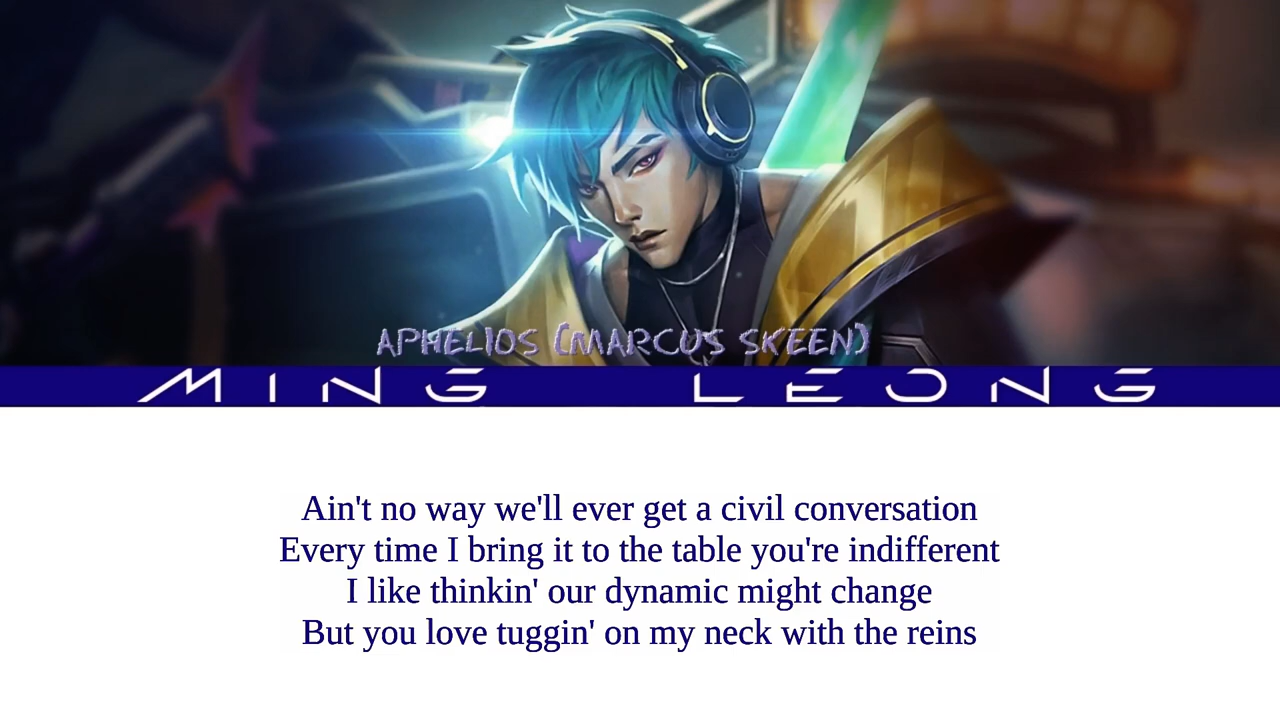 APHELIOS (MARCUS SKEEN)
MING LEONG
Ain't no way we'll ever get a civil conversation
Every time I bring it to the table you're indifferent
I like thinkin' our dynamic might change
But you love tuggin' on my neck with the reins